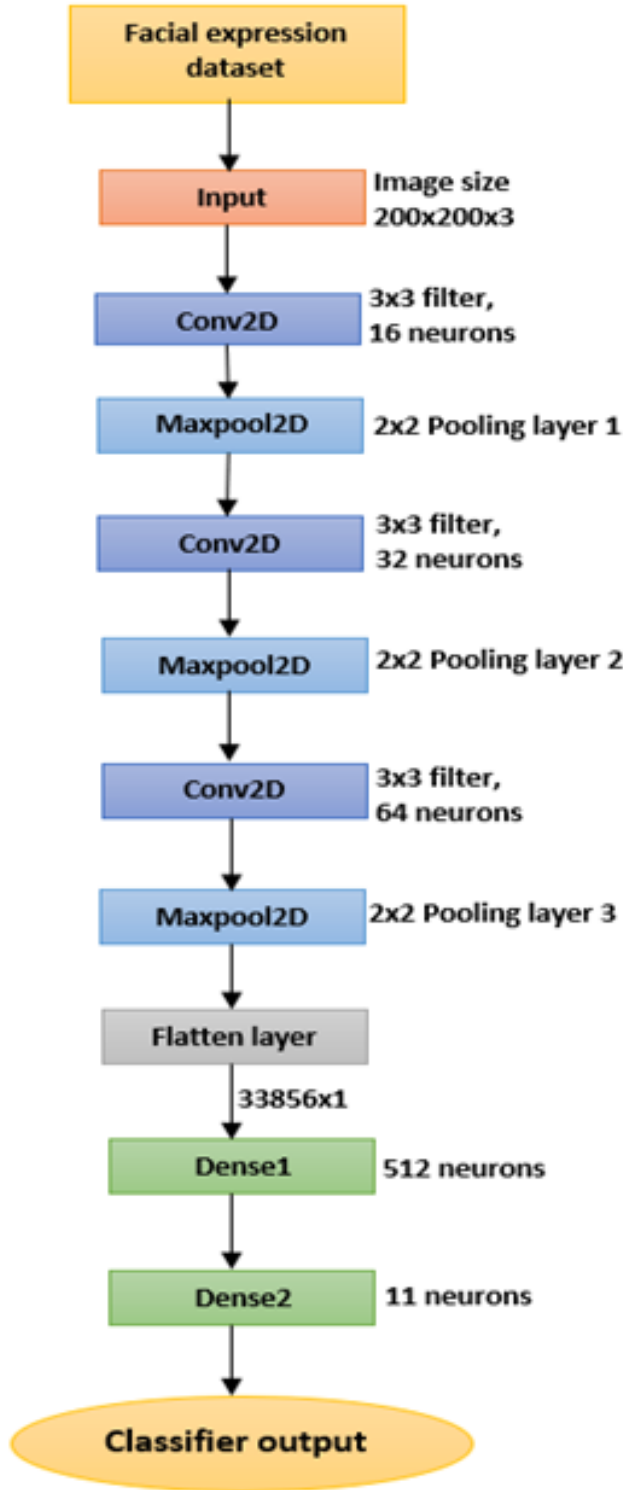 Facial expression
dataset
Input
Image size
200x200x3
Conv2D
3x3 filter,
16 neurons
Maxpool2D
2x2 Pooling layer 1
Conv2D
3x3 filter,
32 neurons
Maxpool2D
2x2 Pooling layer 2
Conv2D
3x3 filter,
64 neurons
Maxpool2D
2x2 Pooling layer 3
Flatten layer
33856x1
Dense1
512 neurons
Dense2
11 neurons
Classifier output